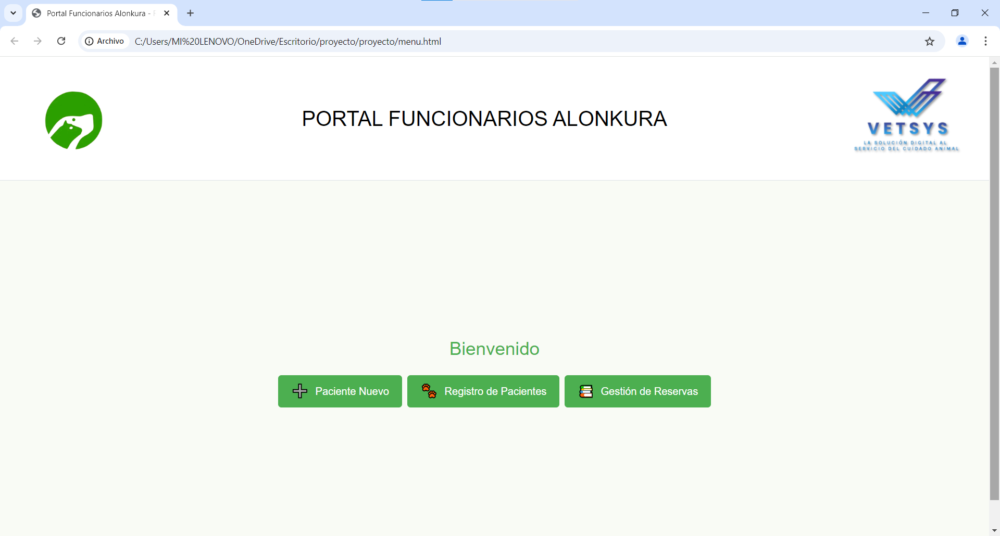 Portal Funcionarios Alonkura -
Archivo
C:/Users/MI%20LENOVO/OneDrive/Escritorio/proyecto/proyecto/menu.html
PORTAL FUNCIONARIOS ALONKURA
VETSYS
LA SOLUCIÓN DIGITAL AL
SERVICIO DEL CUIDADO ANIMAL
Bienvenido
Paciente Nuevo
Registro de Pacientes
Gestión de Reservas